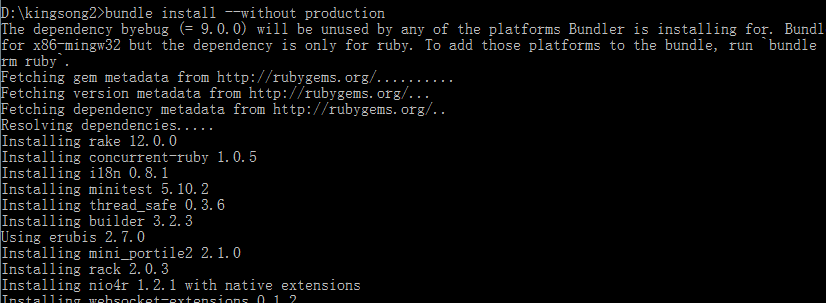 D:\kingsong2>bundle install --without production
The dependency byebug (= 9.0.0) will be unused by any of the platforms Bundler is installing for. Bundl
for x86-mingw32 but the dependency is only for ruby. To add those platforms to the bundle, run `bundle
rm ruby`.
Fetching gem metadata from http://rubygems.org/..........
Fetching version metadata from http://rubygems.org/...
Fetching dependency metadata from http://rubygems.org/..
Resolving dependencies.....
Installing rake 12.0.0
Installing concurrent-ruby 1.0.5
Installing i18n 0.8.1
Installing minitest 5.10.2
Installing thread_safe 0.3.6
Installing builder 3.2.3
Using erubis 2.7.0
Installing mini_portile2 2.1.0
Installing rack 2.0.3
Installing nio4r 1.2.1 with native extensions
Installing websocket-extensions 0.1.2